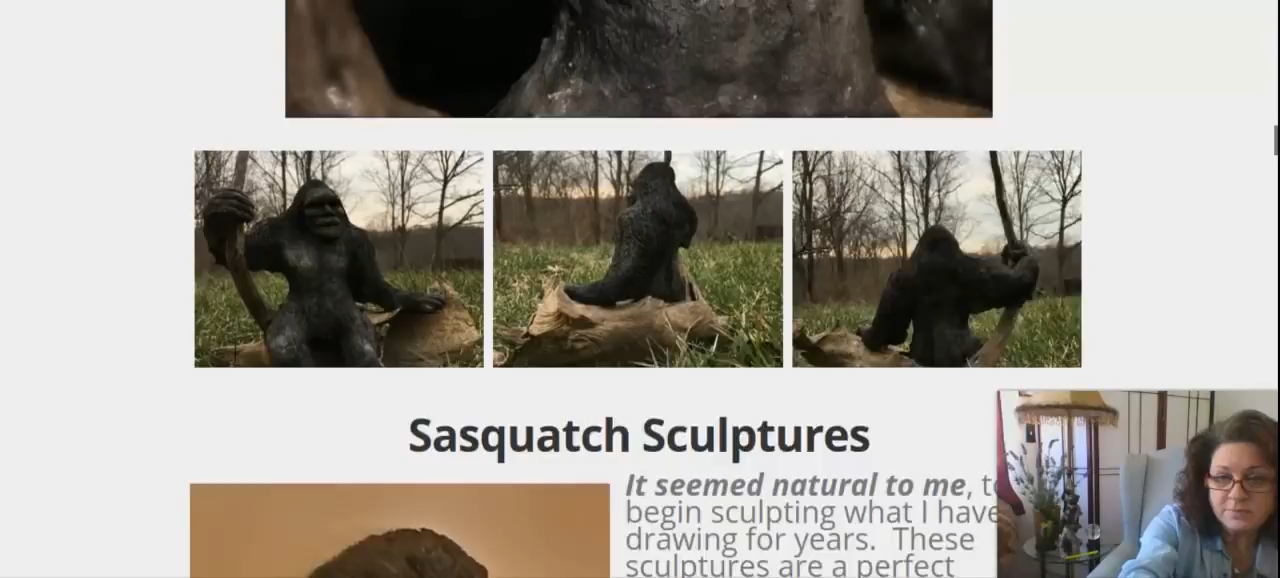 Sasquatch Sculptures
It seemed natural to me, t
begin sculpting what I have
drawing for years. These
sculptures are a perfect